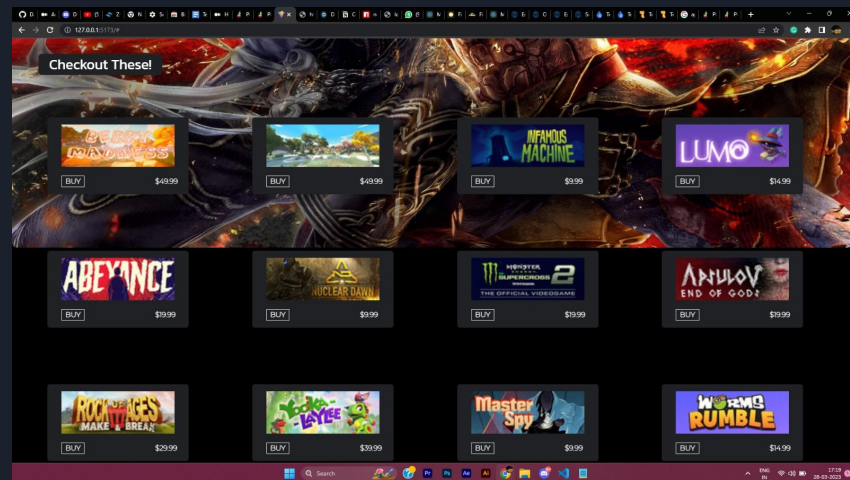 127.0.0.1:5173/#
Checkout These!
BERRY MADNESS
INFAMOUS MACHINE
LUMO
BUY $49.99
BUY $49.99
BUY $9.99
BUY $14.99
ABEYANCE
NUCLEAR DAWN
MONSTER ENERGY SUPERCROSS 2
THE OFFICIAL VIDEOGAME
APSULOV
END OF GODS
BUY $19.99
BUY $9.99
BUY $19.99
BUY $19.99
ROCK OF AGES
MAKE & BREAK
Yooka-Laylee
Master Spy
WORMS RUMBLE
BUY $29.99
BUY $39.99
BUY $9.99
BUY $14.99
Search
ENG
IN
17:19
28-03-2023